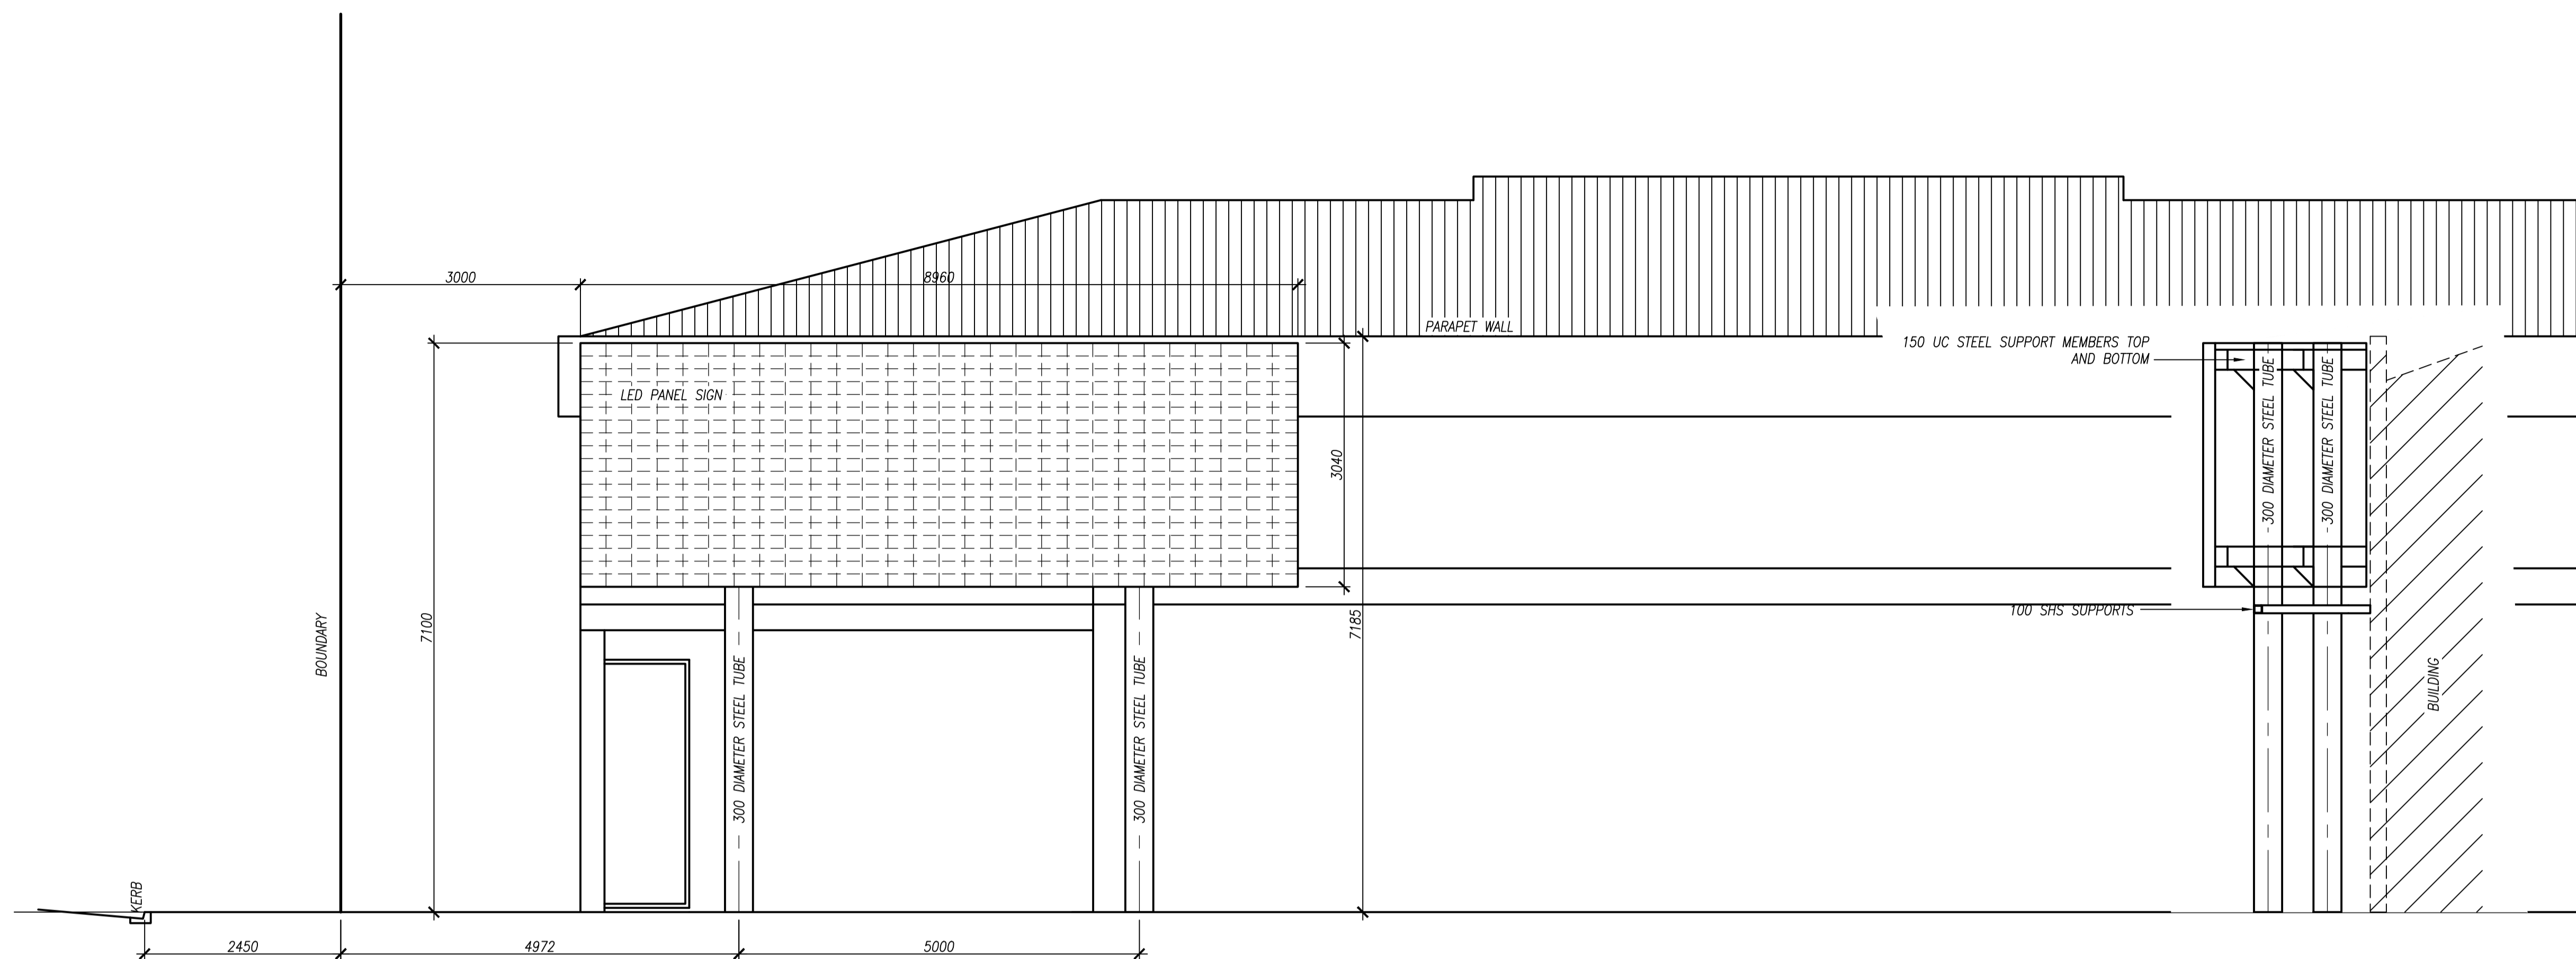 3000
8960
PARAPET WALL
150 UC STEEL SUPPORT MEMBERS TOP
AND BOTTOM
LED PANEL SIGN
300 DIAMETER STEEL TUBE
300 DIAMETER STEEL TUBE
3040
7100
7185
100 SHS SUPPORTS
BOUNDARY
BUILDING
300 DIAMETER STEEL TUBE
300 DIAMETER STEEL TUBE
KERB
2450
4972
5000